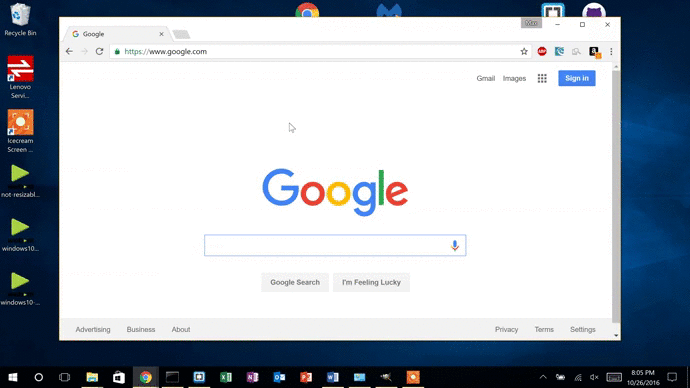 Recycle Bin
Lenovo
Servi...
Icecream
Screen ...
not-resizabl...
windows10...
windows10-...
Google
https://www.google.com
Gmail
Images
Sign in
Google
Google Search
I'm Feeling Lucky
Advertising
Business
About
Privacy
Terms
Settings
8:05 PM
10/26/2016